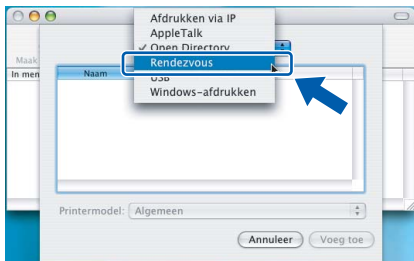 Afdrukken via IP
AppleTalk
✓ Open Directory
Maak
Rendezvous
In men
Naam
USB
Windows-afdrukken
Printermodel: Algemeen
Annuleer
Voeg toe